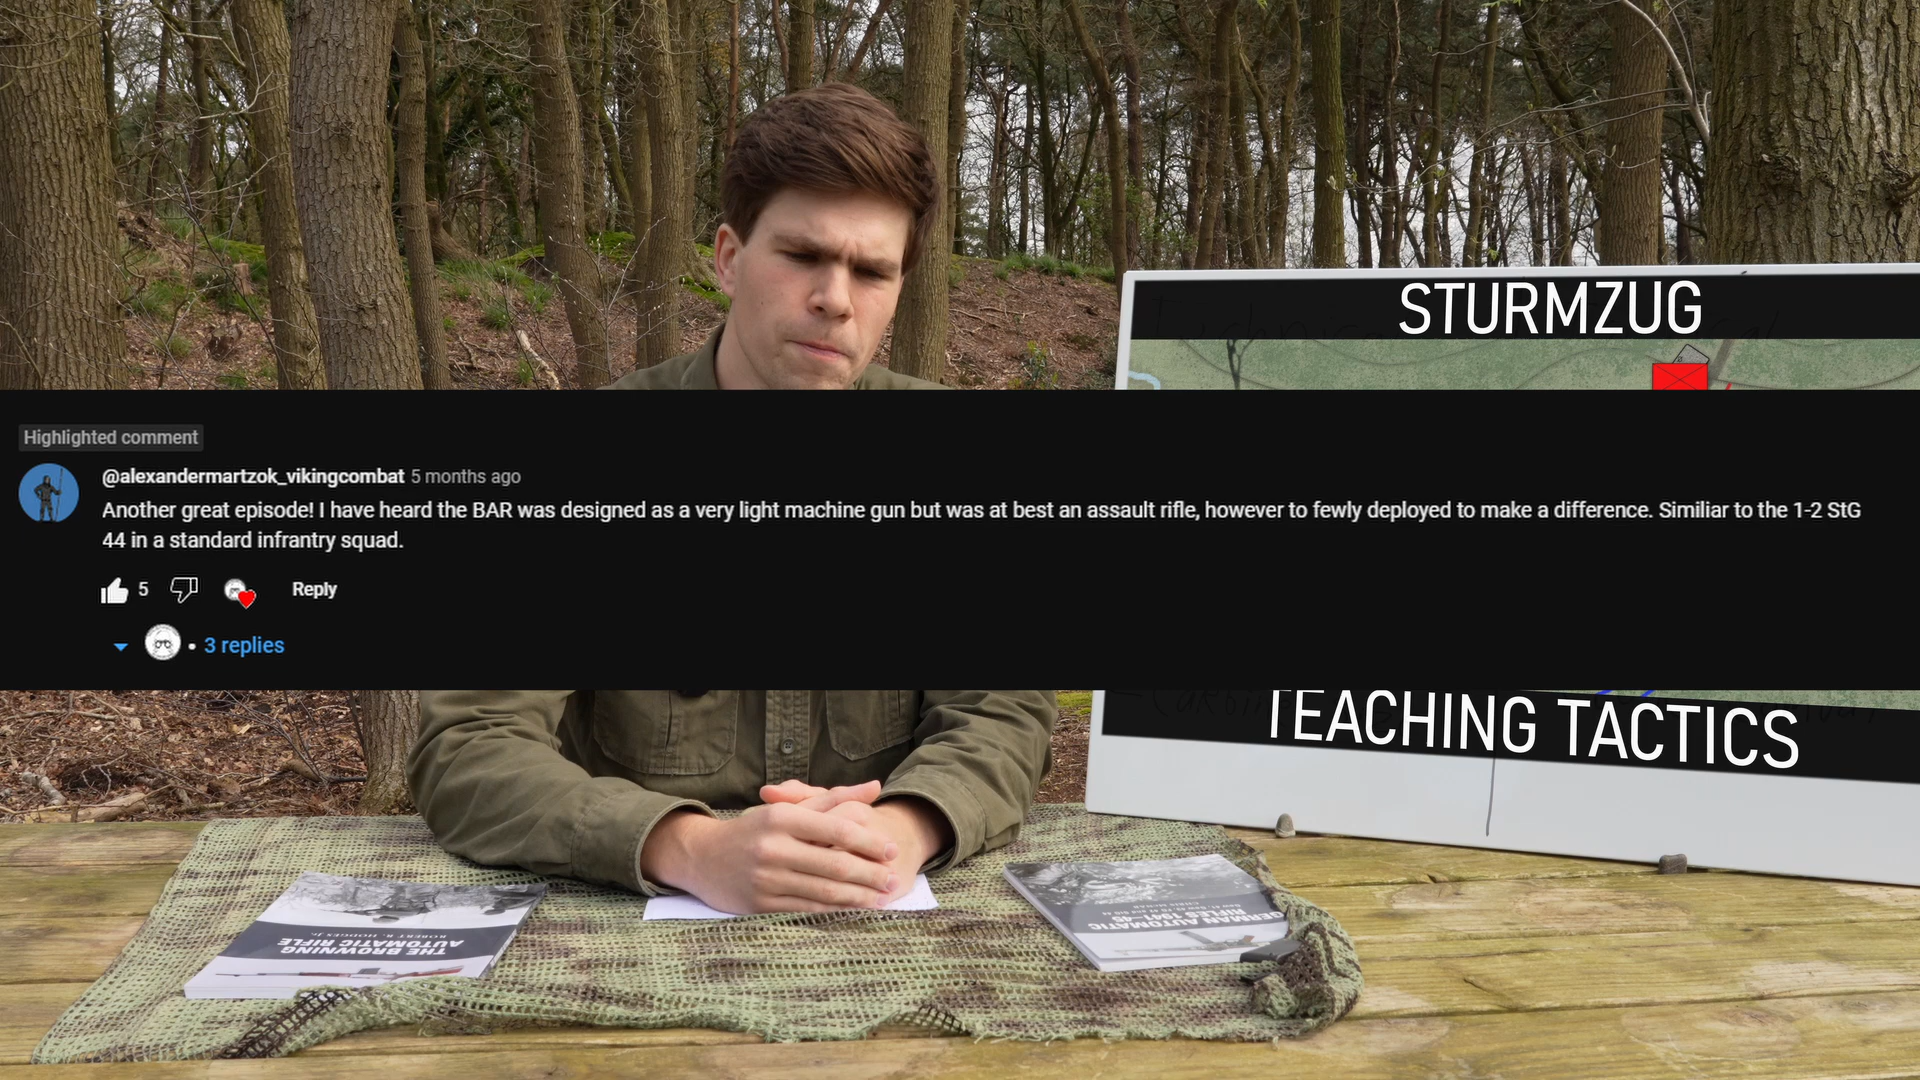 STURMZUG
Highlighted comment
@alexandermartzok_vikingcombat 5 months ago
Another great episode! I have heard the BAR was designed as a very light machine gun but was at best an assault rifle, however to fewly deployed to make a difference. Similiar to the 1-2 StG
44 in a standard infrantry squad.
5
Reply
• 3 replies
TEACHING TACTICS
THE BROWNING
AUTOMATIC RIFLE
ROBERT R. HODGES Jr.
GERMAN AUTOMATIC
RIFLES 1941-45